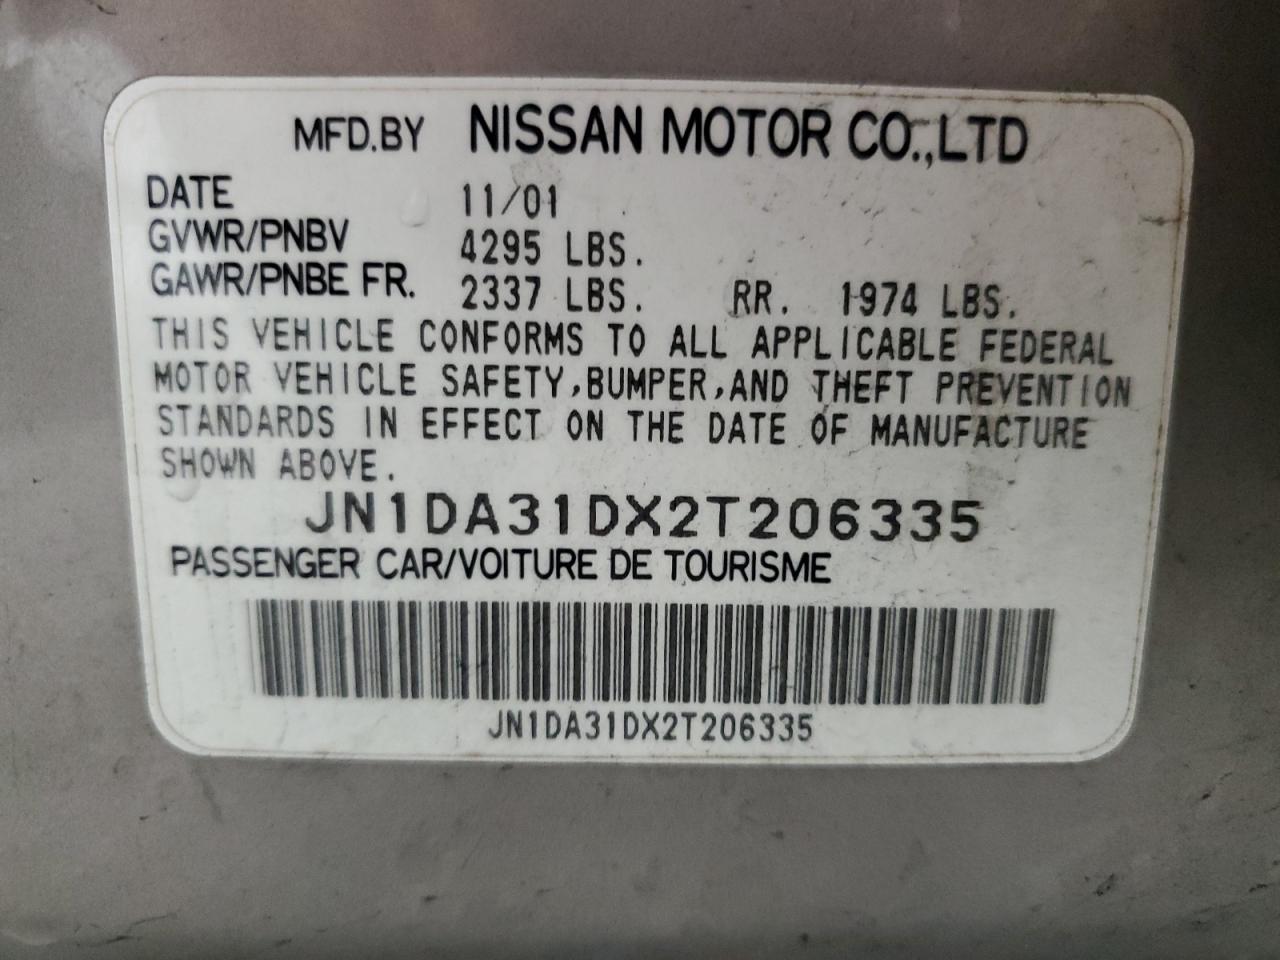 MFD.BY NISSAN MOTOR CO.,LTD
DATE 11/01
GVWR/PNBV 4295 LBS.
GAWR/PNBE FR. 2337 LBS. RR. 1974 LBS.
THIS VEHICLE CONFORMS TO ALL APPLICABLE FEDERAL
MOTOR VEHICLE SAFETY,BUMPER,AND THEFT PREVENTION
STANDARDS IN EFFECT ON THE DATE OF MANUFACTURE
SHOWN ABOVE.
JN1DA31DX2T206335
PASSENGER CAR/VOITURE DE TOURISME
JN1DA31DX2T206335